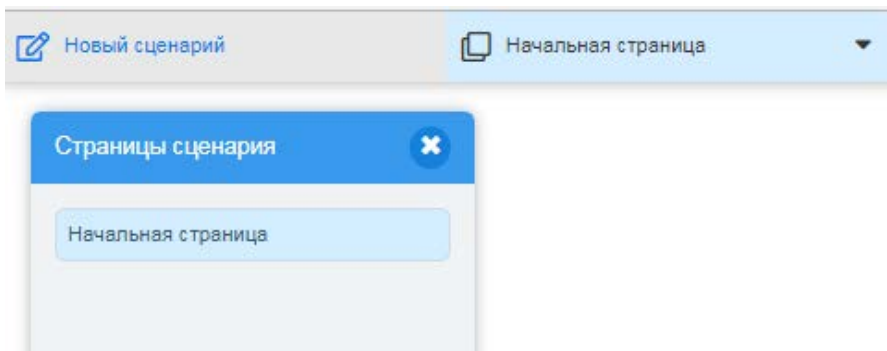 Новый сценарий
Начальная страница
Страницы сценария
Начальная страница